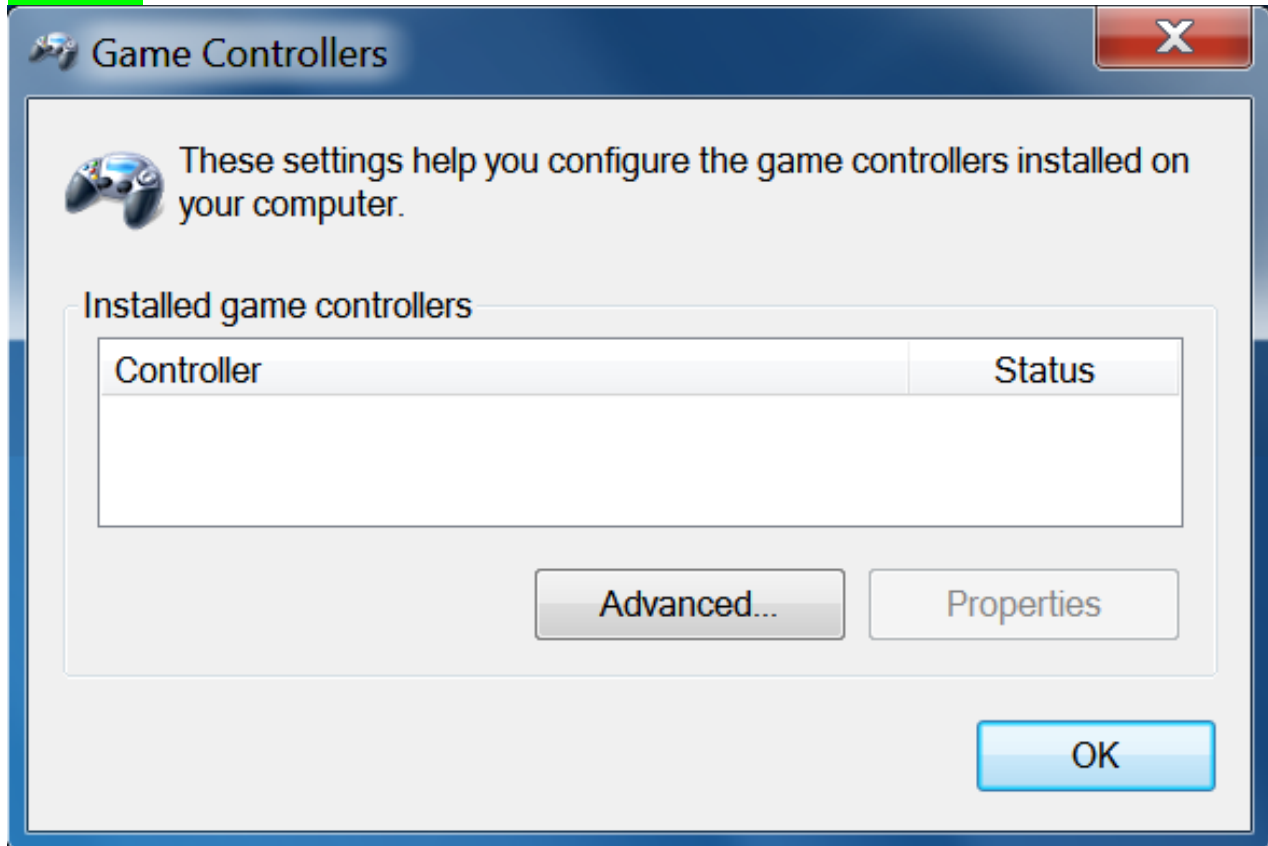 Game Controllers
These settings help you configure the game controllers installed on
your computer.
Installed game controllers
Controller Status
Advanced... Properties
OK